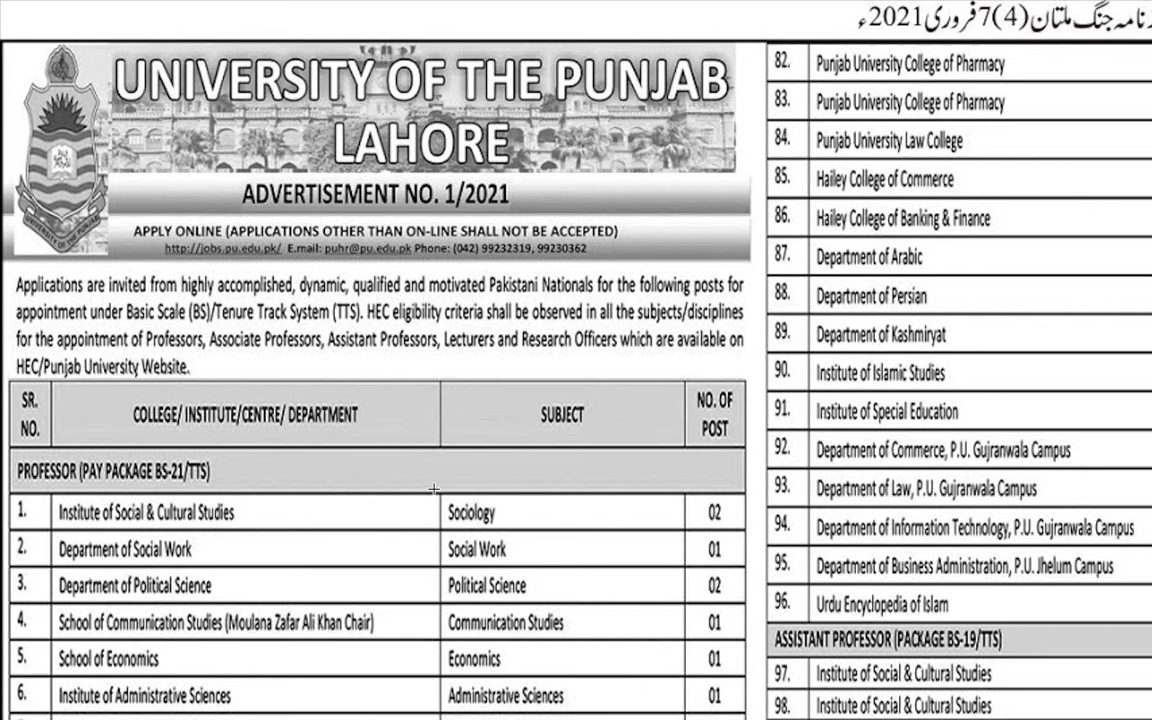 نامہ جنگ ملتان (4) 7 فروری 2021ء
UNIVERSITY OF THE PUNJAB
LAHORE
ADVERTISEMENT NO. 1/2021
APPLY ONLINE (APPLICATIONS OTHER THAN ON-LINE SHALL NOT BE ACCEPTED)
http://jobs.pu.edu.pk/ E.mail: puhr@pu.edu.pk Phone: (042) 99232319, 99230362
UNIVERSITY OF THE PUNJAB
Applications are invited from highly accomplished, dynamic, qualified and motivated Pakistani Nationals for the following posts for
appointment under Basic Scale (BS)/Tenure Track System (TTS). HEC eligibility criteria shall be observed in all the subjects/disciplines
for the appointment of Professors, Associate Professors, Assistant Professors, Lecturers and Research Officers which are available on
HEC/Punjab University Website.
SR. NO. COLLEGE/ INSTITUTE/CENTRE/ DEPARTMENT SUBJECT NO. OF POST
PROFESSOR (PAY PACKAGE BS-21/TTS)
1. Institute of Social & Cultural Studies Sociology 02
2. Department of Social Work Social Work 01
3. Department of Political Science Political Science 02
4. School of Communication Studies (Moulana Zafar Ali Khan Chair) Communication Studies 01
5. School of Economics Economics 01
6. Institute of Administrative Sciences Administrative Sciences 01
82. Punjab University College of Pharmacy
83. Punjab University College of Pharmacy
84. Punjab University Law College
85. Hailey College of Commerce
86. Hailey College of Banking & Finance
87. Department of Arabic
88. Department of Persian
89. Department of Kashmiryat
90. Institute of Islamic Studies
91. Institute of Special Education
92. Department of Commerce, P.U. Gujranwala Campus
93. Department of Law, P.U. Gujranwala Campus
94. Department of Information Technology, P.U. Gujranwala Campus
95. Department of Business Administration, P.U. Jhelum Campus
96. Urdu Encyclopedia of Islam
ASSISTANT PROFESSOR (PACKAGE BS-19/TTS)
97. Institute of Social & Cultural Studies
98. Institute of Social & Cultural Studies